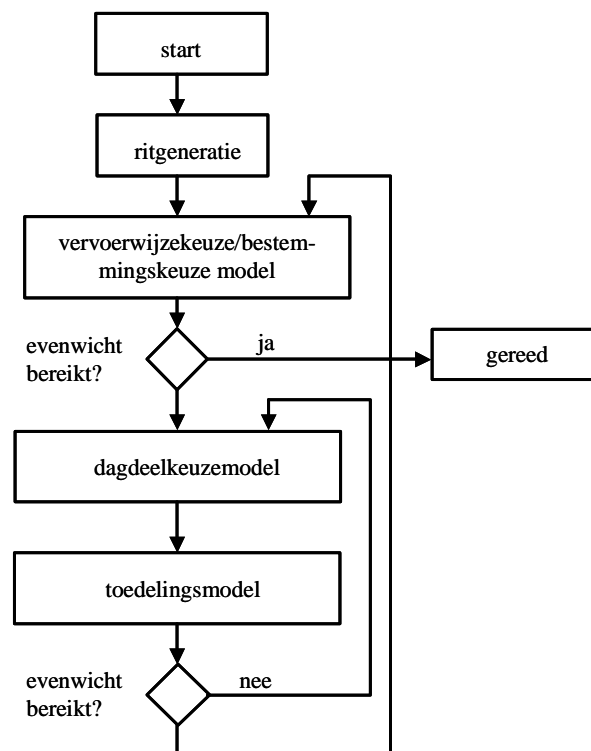 start
ritgeneratie
vervoerwijzekeuze/bestem-
mingskeuze model
evenwicht
bereikt?
ja
gereed
dagdeelkeuzemodel
toedelingsmodel
evenwicht
bereikt?
nee